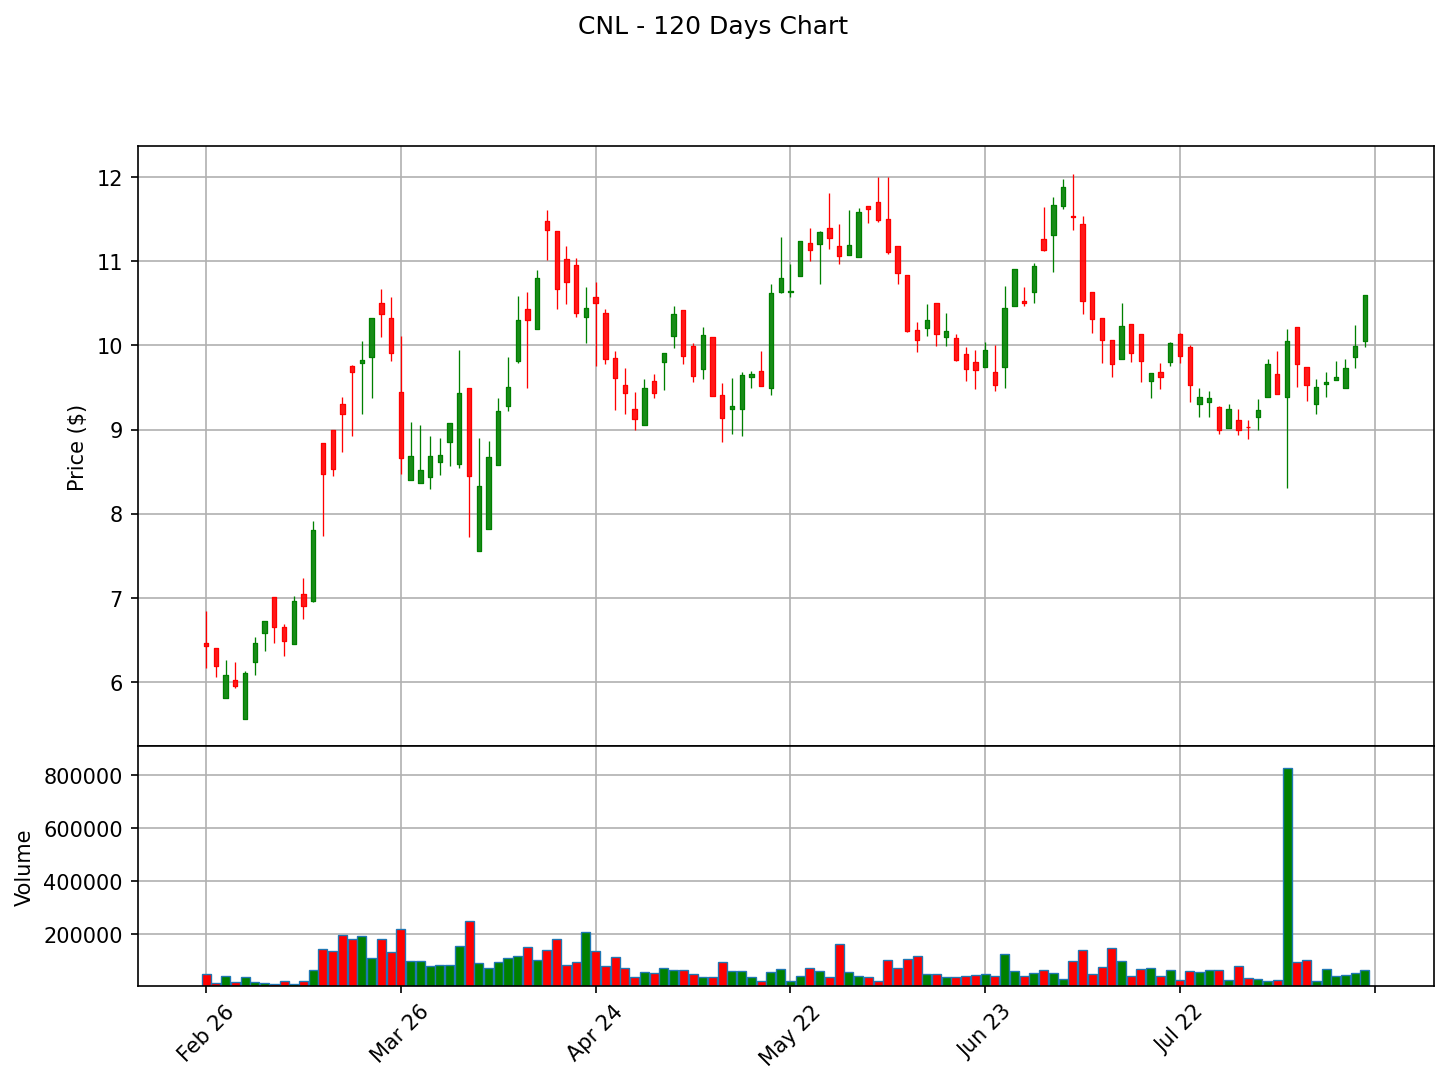 CNL - 120 Days Chart
12
11
10
9
8
7
6
Price ($)
800000
600000
400000
200000
Volume
Feb 26
Mar 26
Apr 24
May 22
Jun 23
Jul 22